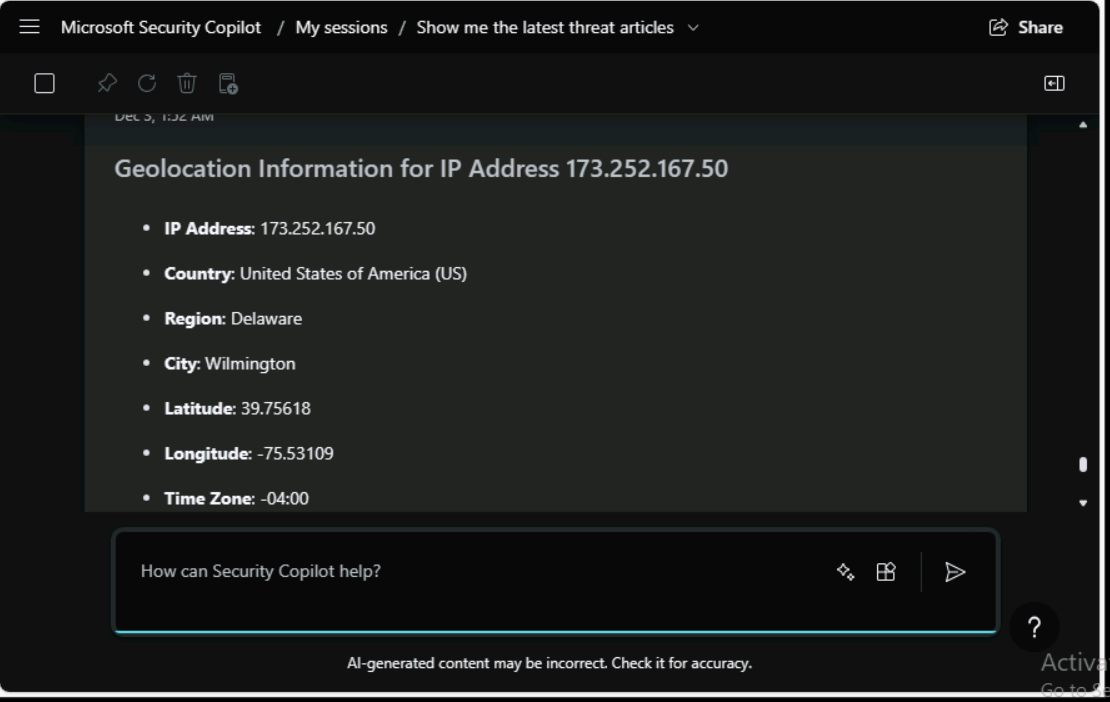 Microsoft Security Copilot / My sessions / Show me the latest threat articles
Share
Dec 3, 1:52 AM
Geolocation Information for IP Address 173.252.167.50
• IP Address: 173.252.167.50
• Country: United States of America (US)
• Region: Delaware
• City: Wilmington
• Latitude: 39.75618
• Longitude: -75.53109
• Time Zone: -04:00
How can Security Copilot help?
?
AI-generated content may be incorrect. Check it for accuracy.
Activa
Go to Se